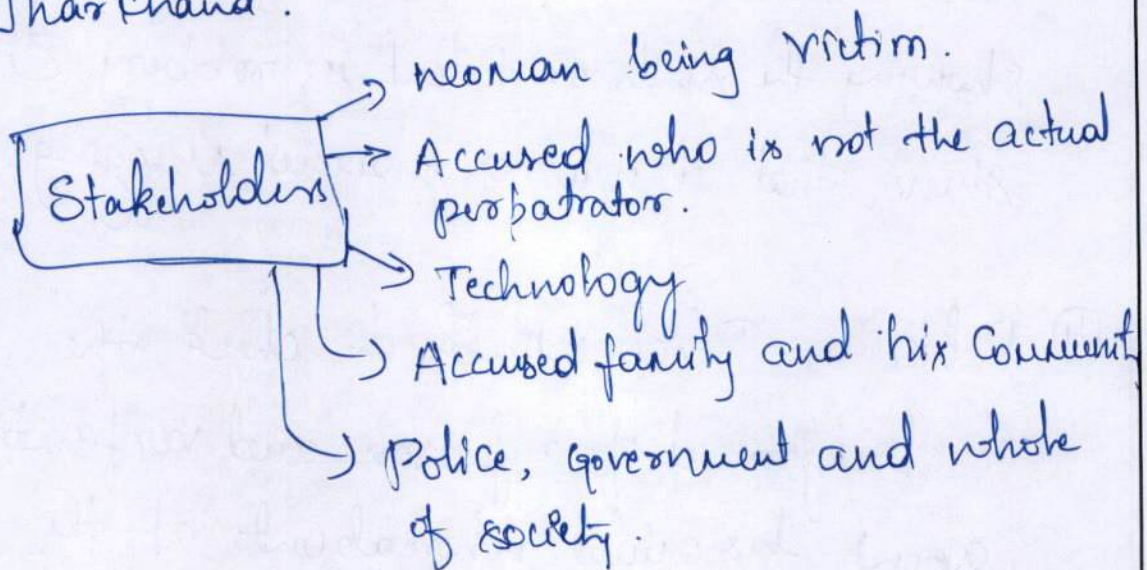 Jharkhand.
woman being victim.
Stakeholders
Accused who is not the actual
perpatrator.
Technology
Accused family and his Communit
Police, Government and whole
of society.